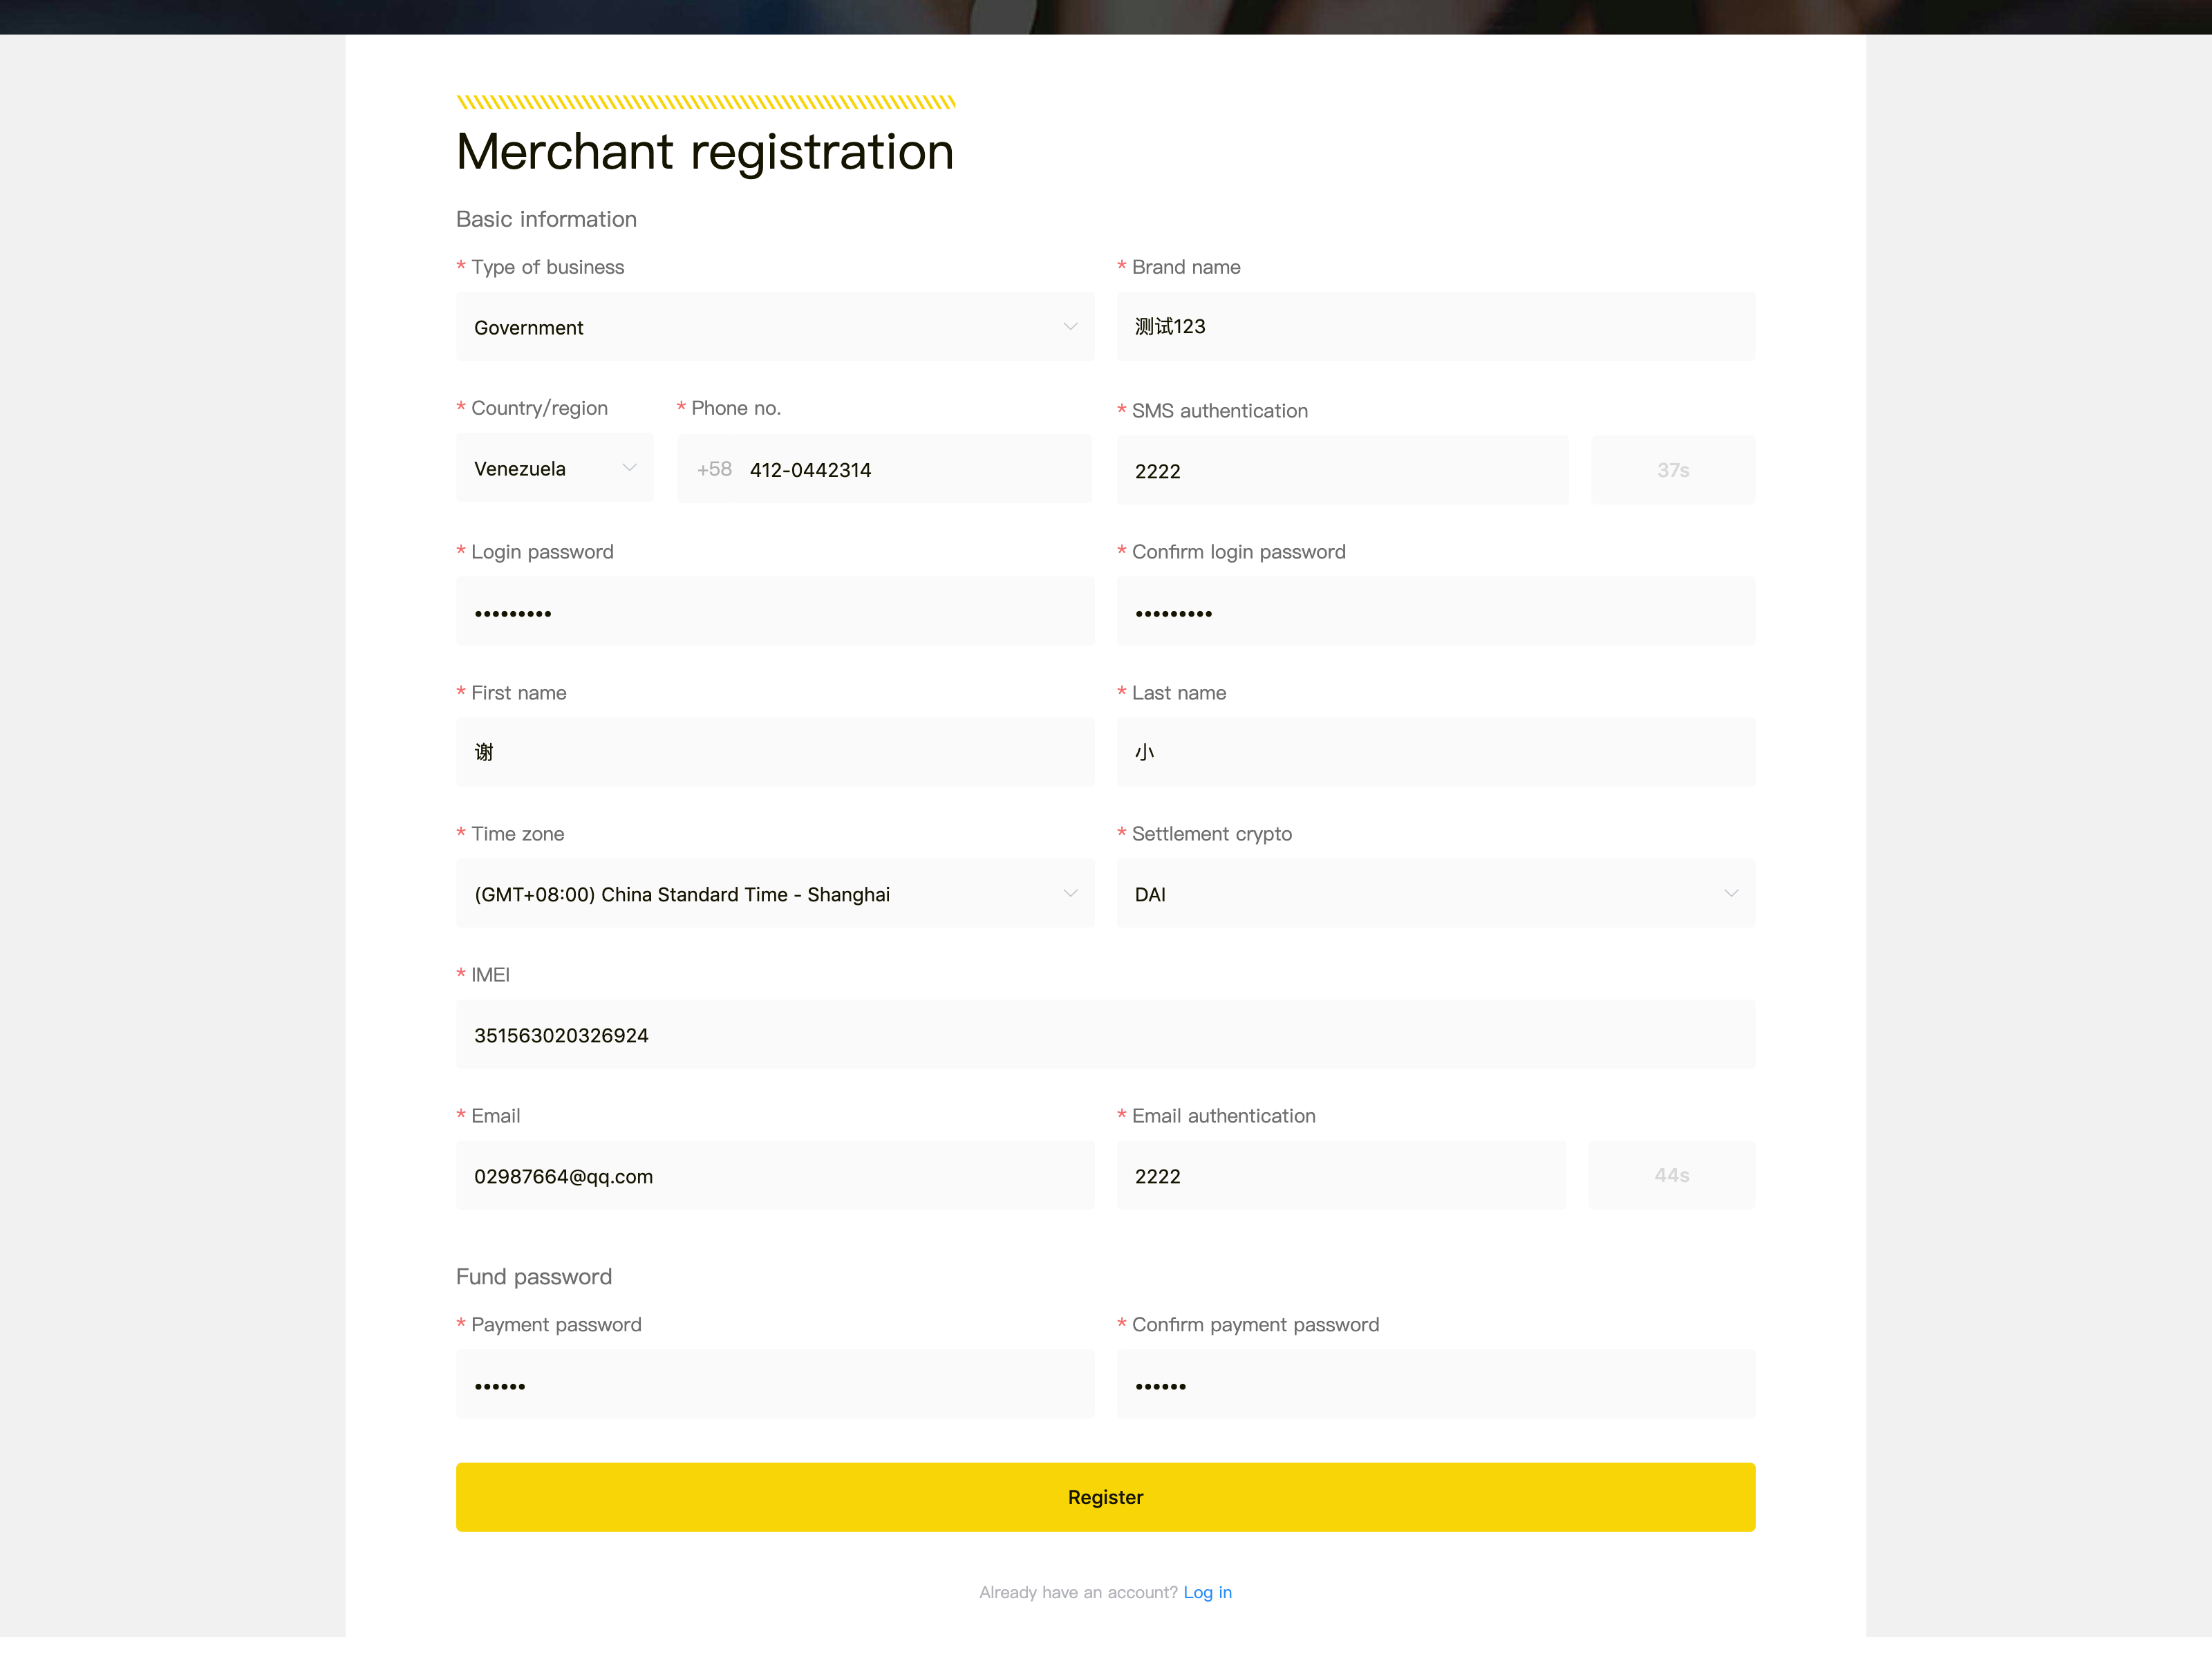 Merchant registration
Basic information
* Type of business
Government
* Brand name
测试123
* Country/region
Venezuela
* Phone no.
+58 412-0442314
* SMS authentication
2222
37s
* Login password
•••••••••
* Confirm login password
•••••••••
* First name
谢
* Last name
小
* Time zone
(GMT+08:00) China Standard Time - Shanghai
* Settlement crypto
DAI
* IMEI
351563020326924
* Email
02987664@qq.com
* Email authentication
2222
44s
Fund password
* Payment password
••••••
* Confirm payment password
••••••
Register
Already have an account? Log in